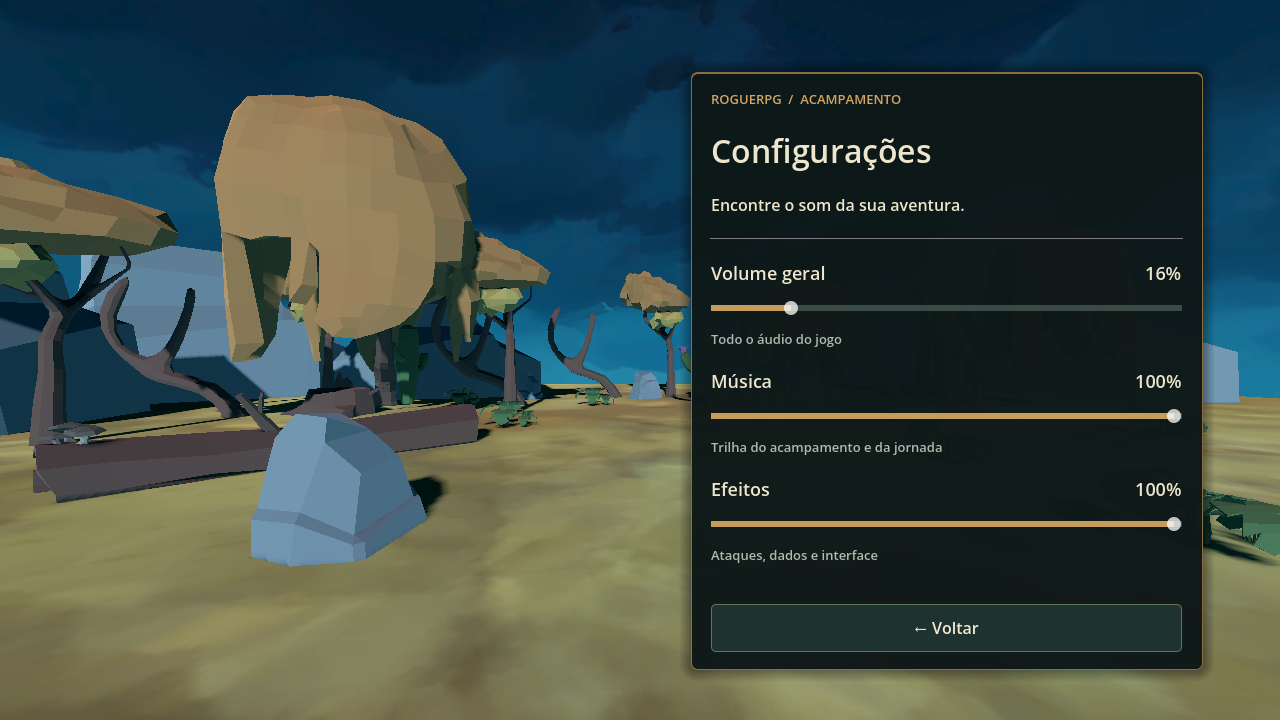 ROGUERPG / ACAMPAMENTO
Configurações
Encontre o som da sua aventura.
Volume geral 16%
Todo o áudio do jogo
Música 100%
Trilha do acampamento e da jornada
Efeitos 100%
Ataques, dados e interface
← Voltar